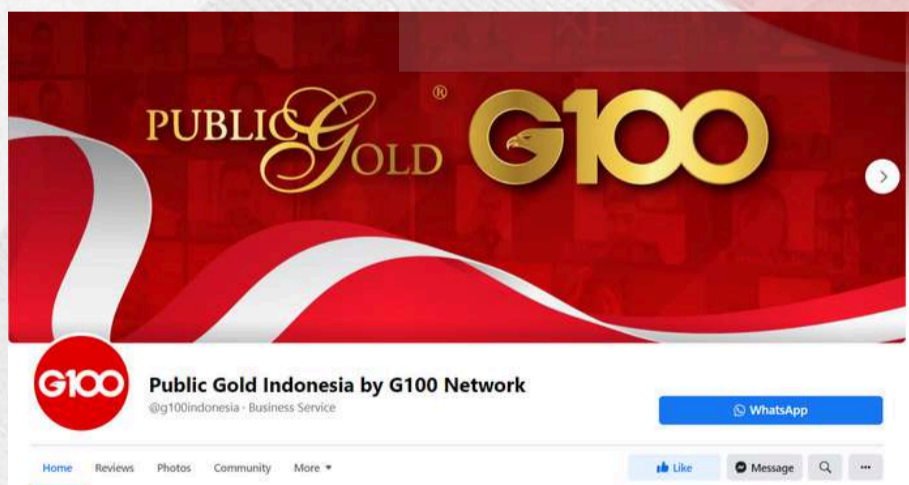 PUBLIC GOLD ® G100
G100
Public Gold Indonesia by G100 Network
@g100indonesia · Business Service
WhatsApp
Home Reviews Photos Community More
Like Message